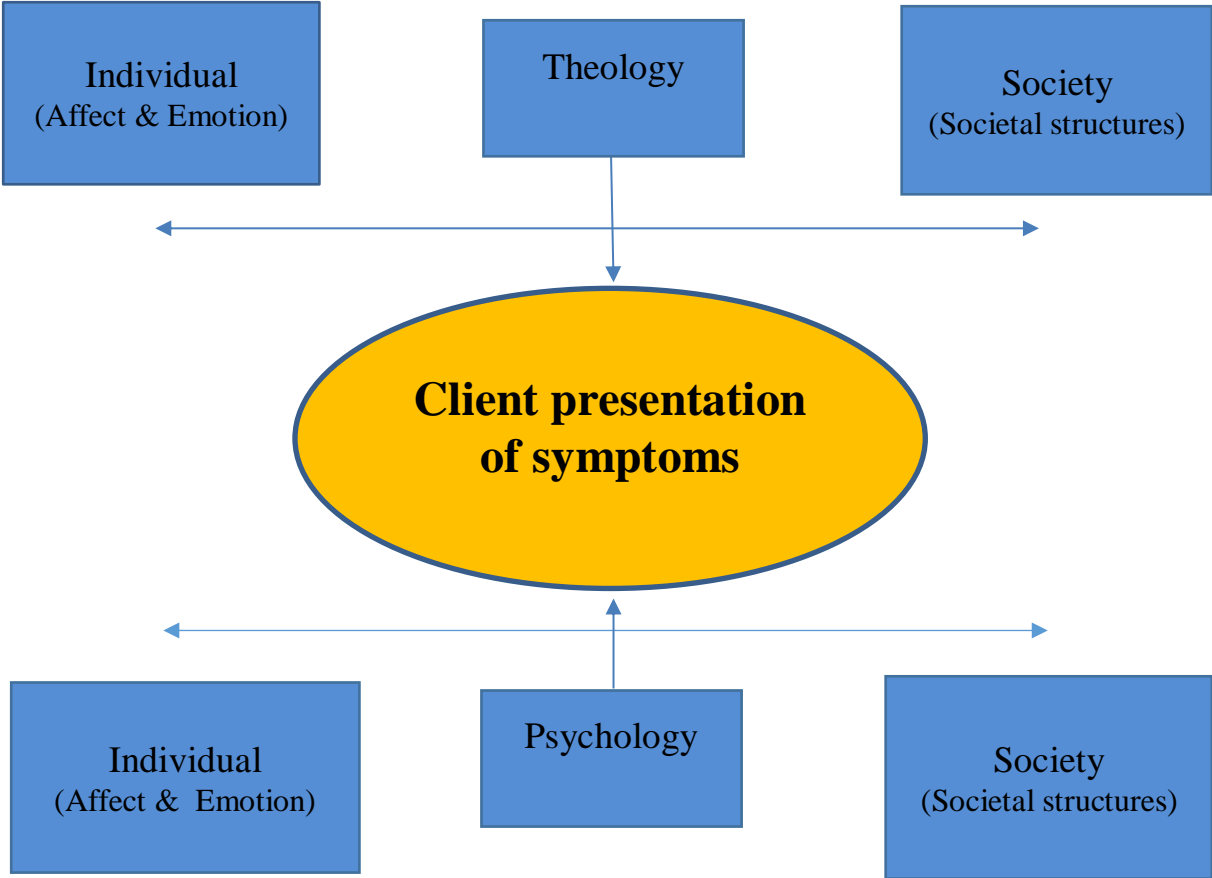 Individual
(Affect & Emotion)
Theology
Society
(Societal structures)
Client presentation
of symptoms
Individual
(Affect &  Emotion)
Psychology
Society
(Societal structures)